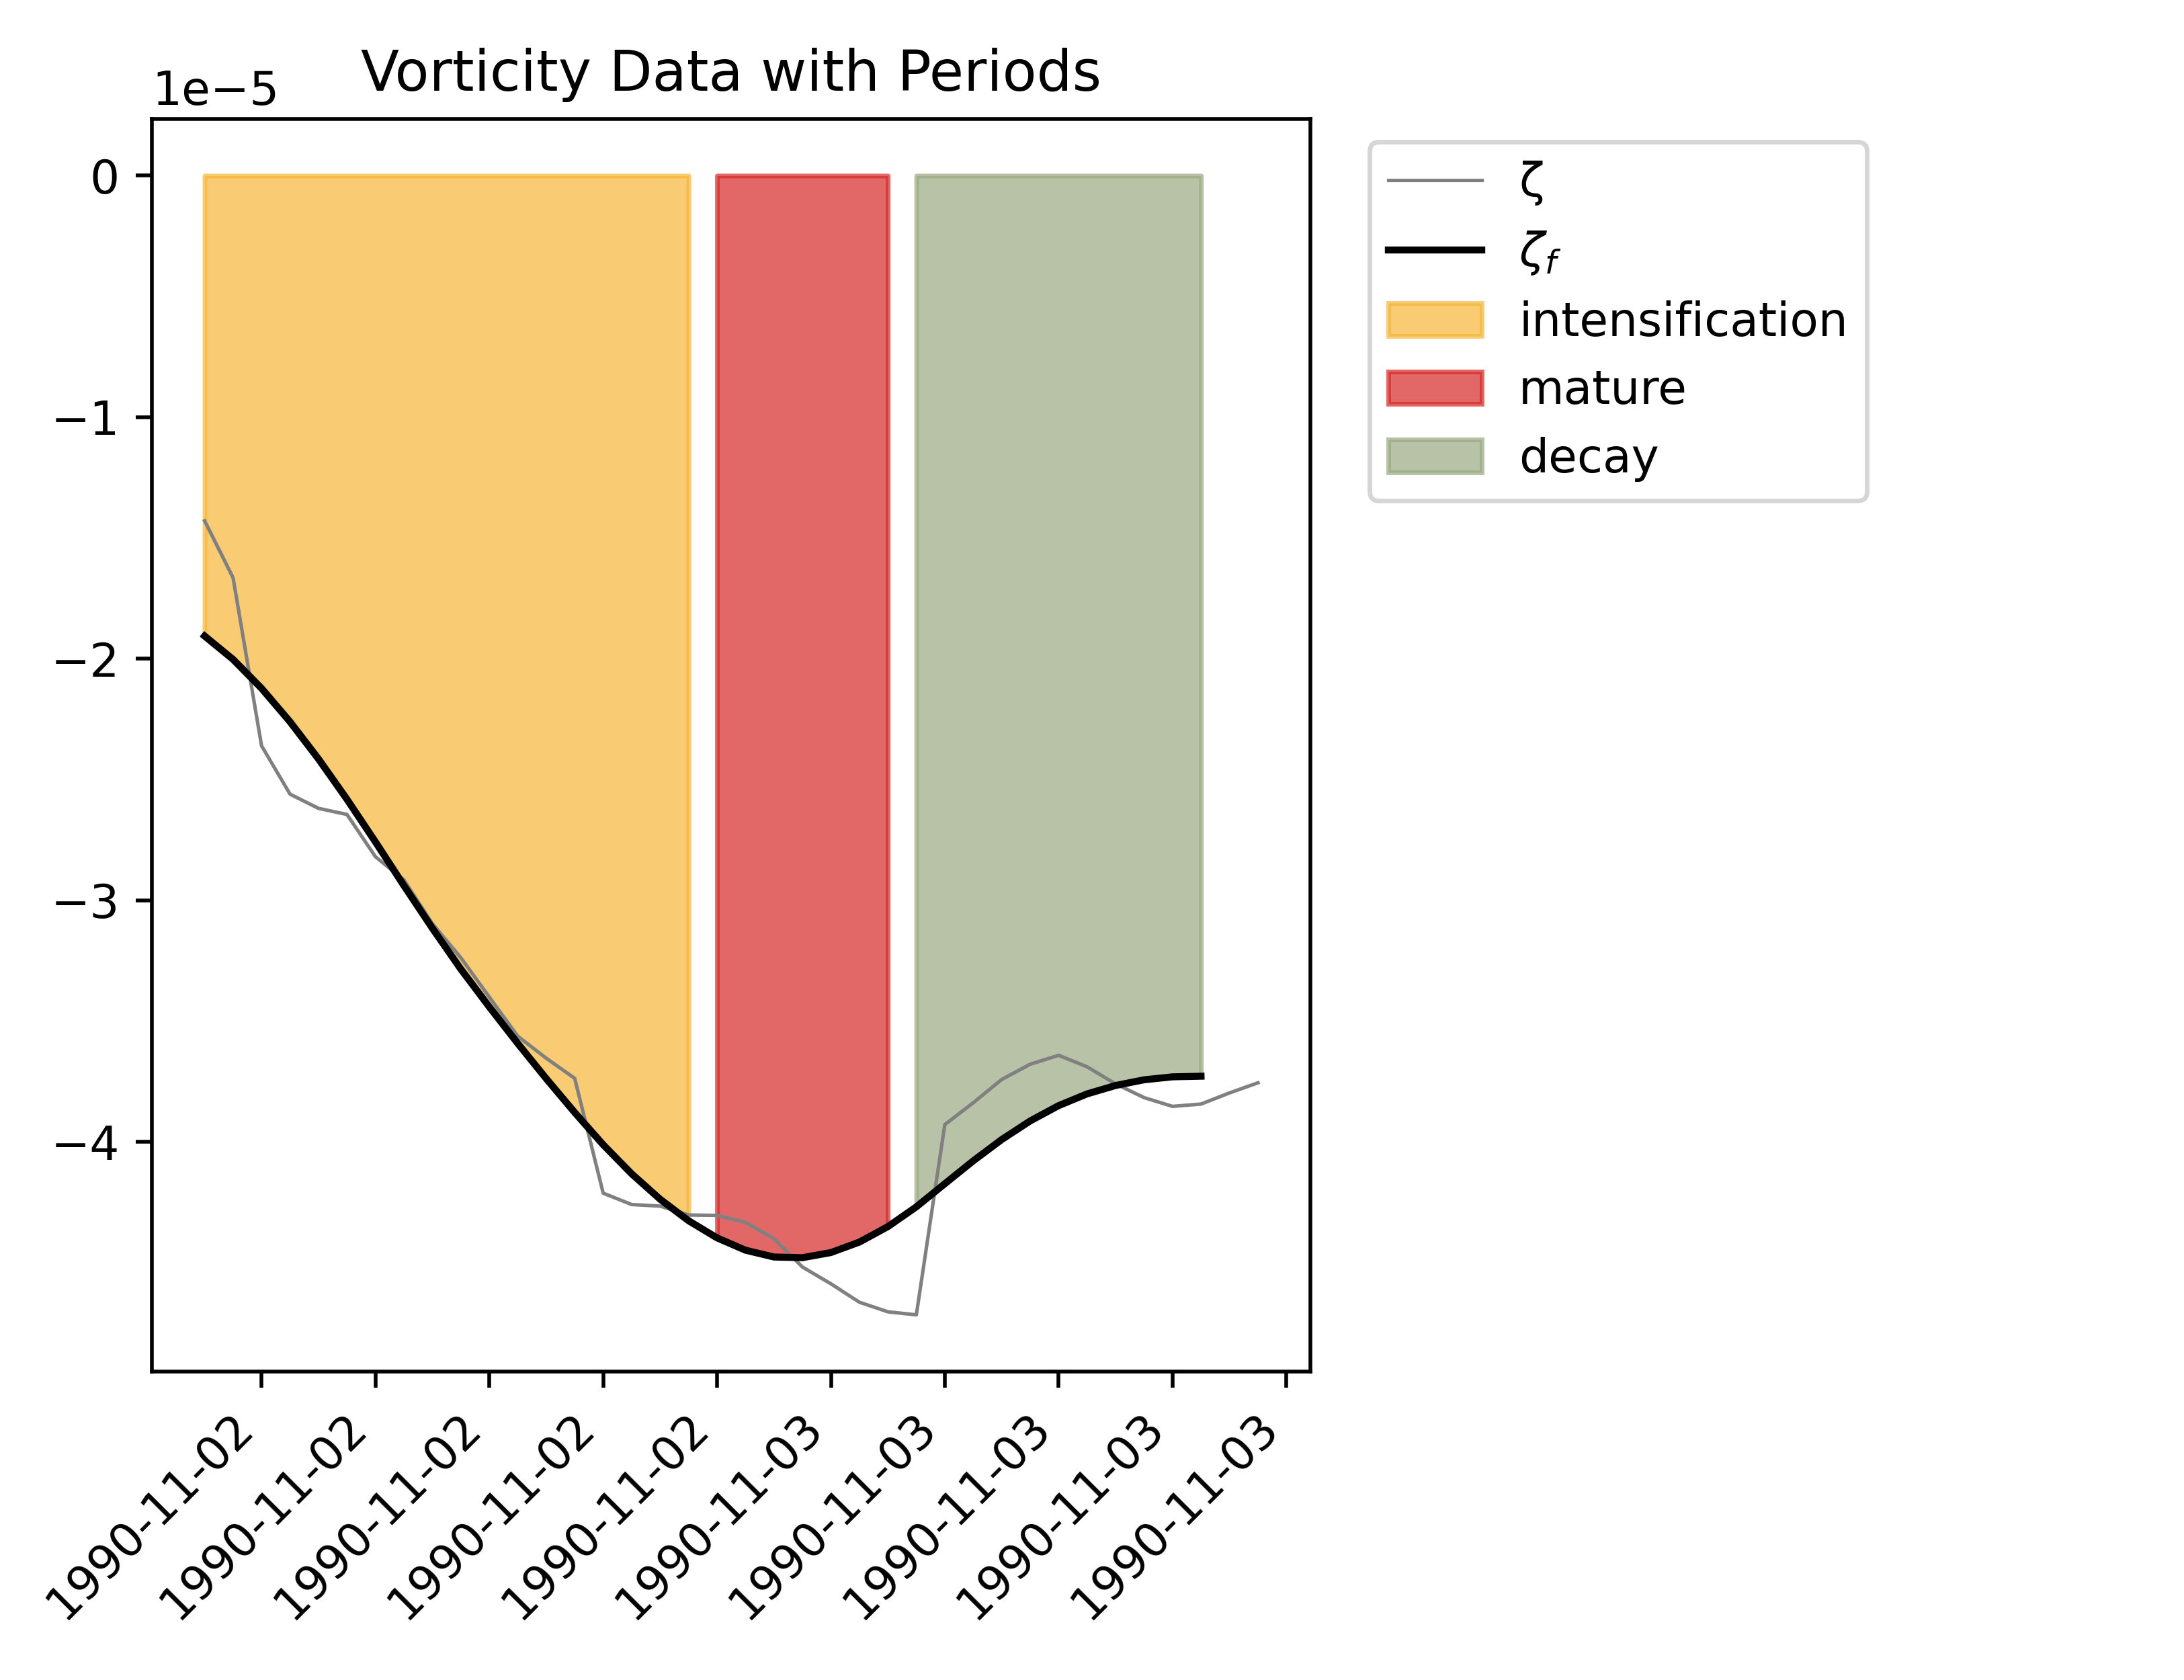 Vorticity Data with Periods
1e−5
0
−1
−2
−3
−4
1990-11-02
1990-11-02
1990-11-02
1990-11-02
1990-11-02
1990-11-03
1990-11-03
1990-11-03
1990-11-03
1990-11-03
ζ
ζf
intensification
mature
decay